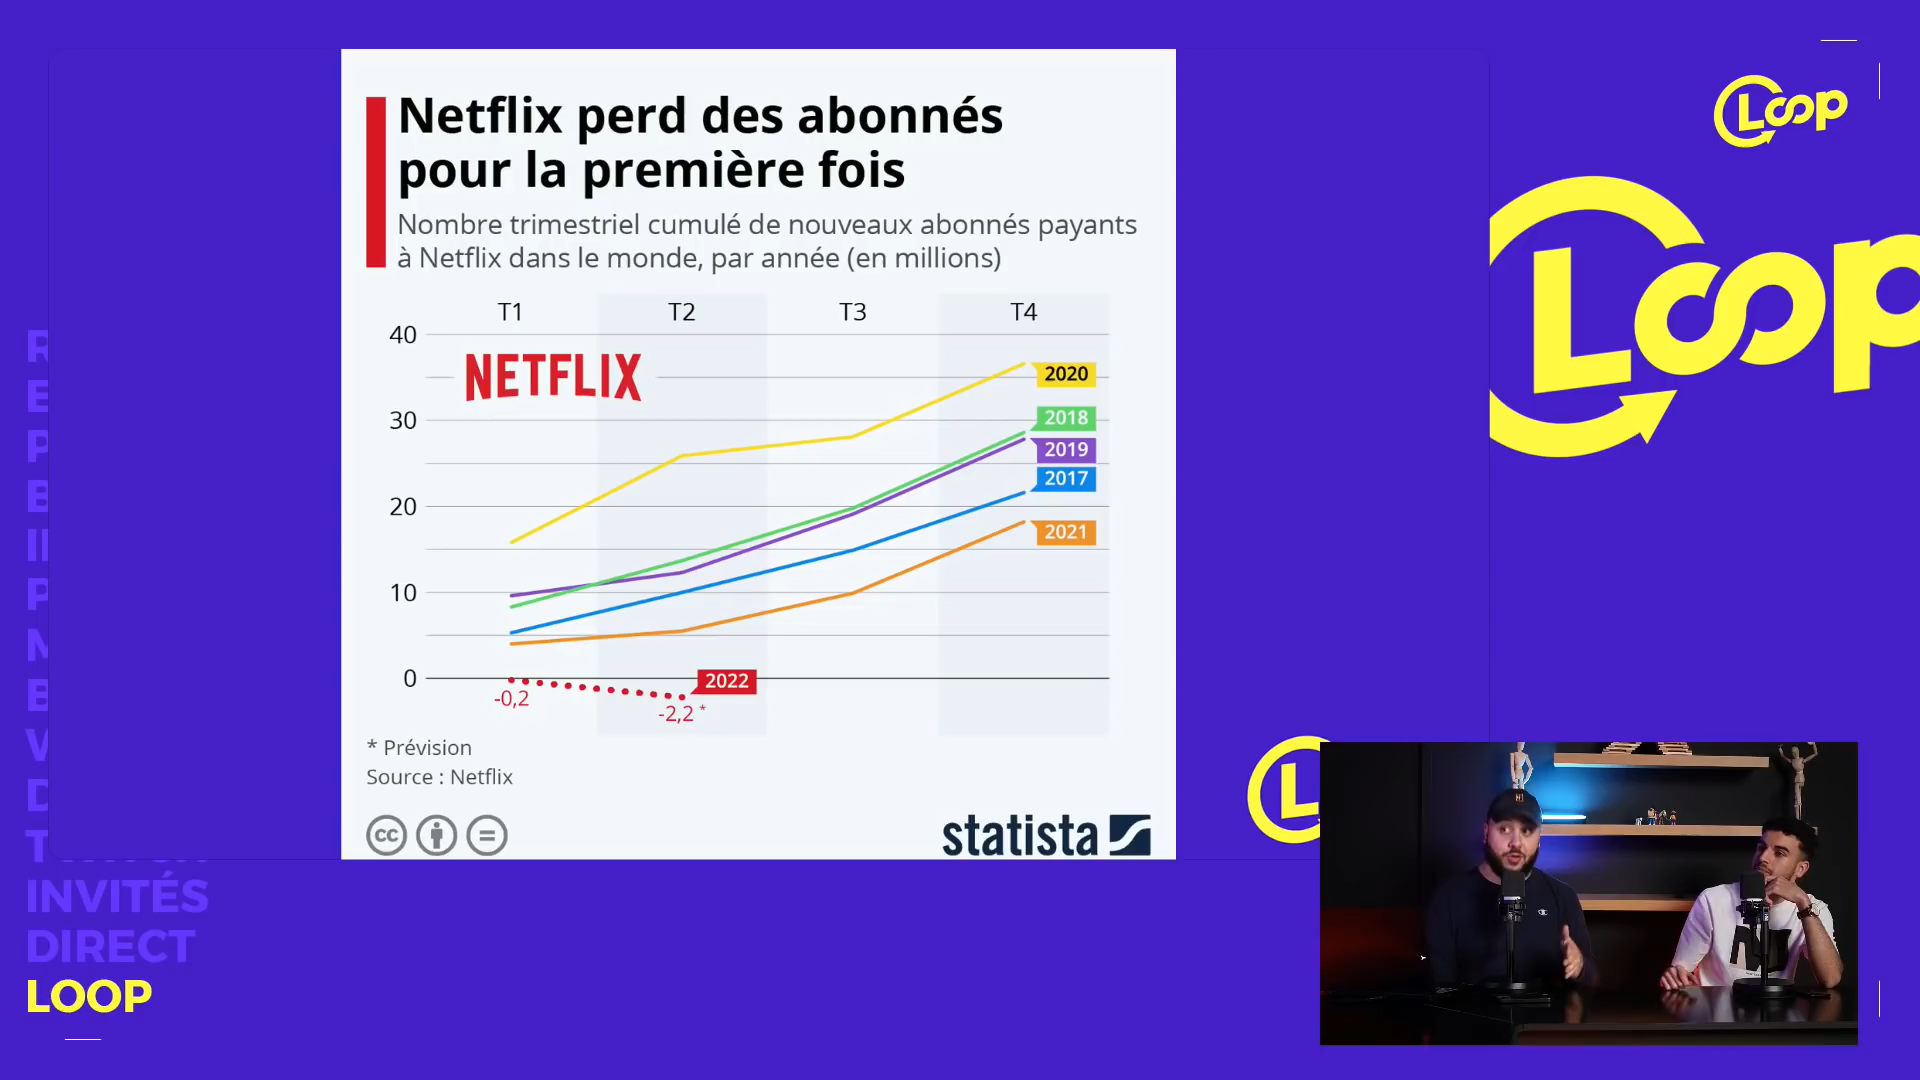 Netflix perd des abonnés
pour la première fois
Nombre trimestriel cumulé de nouveaux abonnés payants
à Netflix dans le monde, par année (en millions)
T1 T2 T3 T4
40
NETFLIX
2020
30
2018
2019
2017
20
2021
10
0
2022
-0,2
-2,2 *
* Prévision
Source : Netflix
cc
statista
Loop
Loop
L
INVITÉS
DIRECT
LOOP